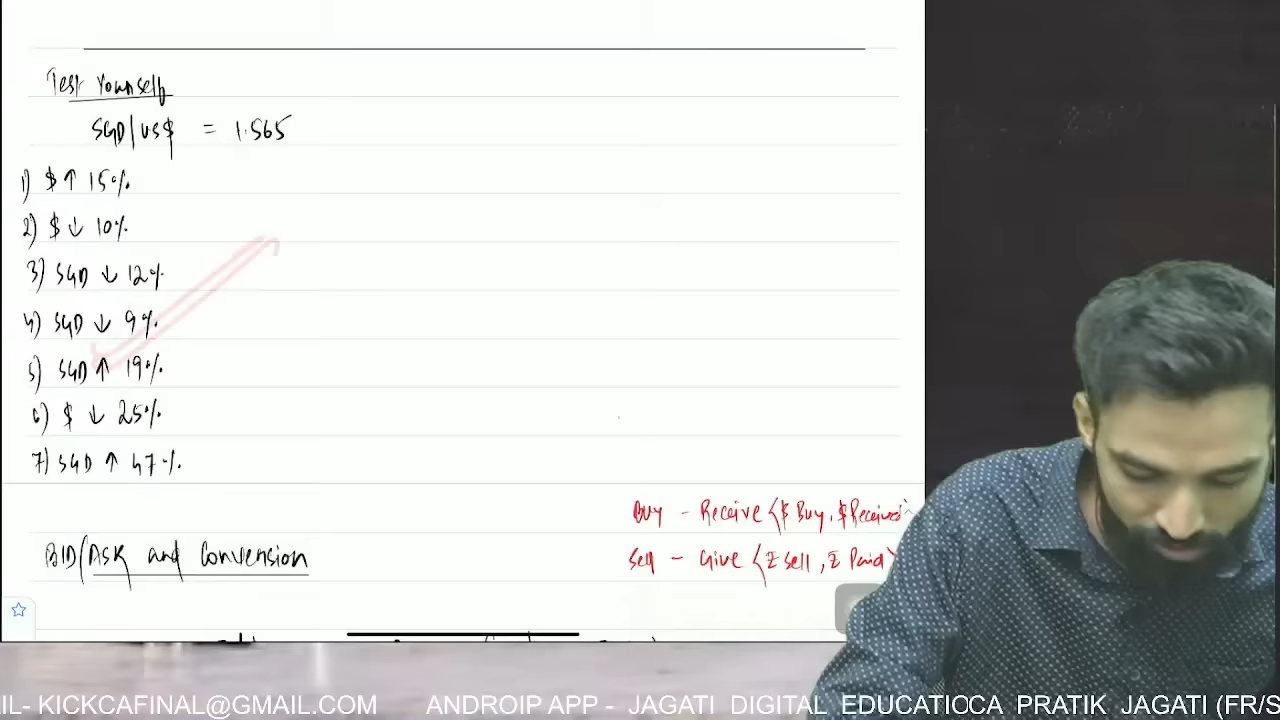 Test Yourself
SGD/US$ = 1.565
1) $ ↑ 15%
2) $ ↓ 10%
3) SGD ↓ 12%
4) SGD ↓ 9%
5) SGD ↑ 19%
6) $ ↓ 25%
7) SGD ↑ 47%
Buy - Receive {$ Buy, $ Received
Sell - Give {₹ Sell, ₹ Paid}
BID/ASK and Conversion
IL- KICKCAFINAL@GMAIL.COM ANDROIP APP - JAGATI DIGITAL EDUCATIOCA PRATIK JAGATI (FR/S